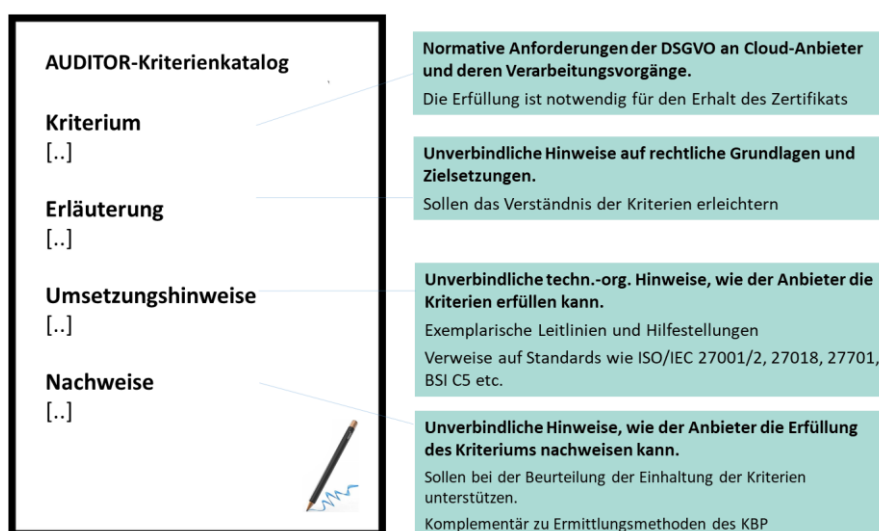 AUDITOR-Kriterienkatalog
Kriterium
[..]
Erläuterung
[..]
Umsetzungshinweise
[..]
Nachweise
[..]
Normative Anforderungen der DSGVO an Cloud-Anbieter
und deren Verarbeitungsvorgänge.
Die Erfüllung ist notwendig für den Erhalt des Zertifikats
Unverbindliche Hinweise auf rechtliche Grundlagen und
Zielsetzungen.
Sollen das Verständnis der Kriterien erleichtern
Unverbindliche techn.-org. Hinweise, wie der Anbieter die
Kriterien erfüllen kann.
Exemplarische Leitlinien und Hilfestellungen
Verweise auf Standards wie ISO/IEC 27001/2, 27018, 27701,
BSI C5 etc.
Unverbindliche Hinweise, wie der Anbieter die Erfüllung
des Kriteriums nachweisen kann.
Sollen bei der Beurteilung der Einhaltung der Kriterien
unterstützen.
Komplementär zu Ermittlungsmethoden des KBP